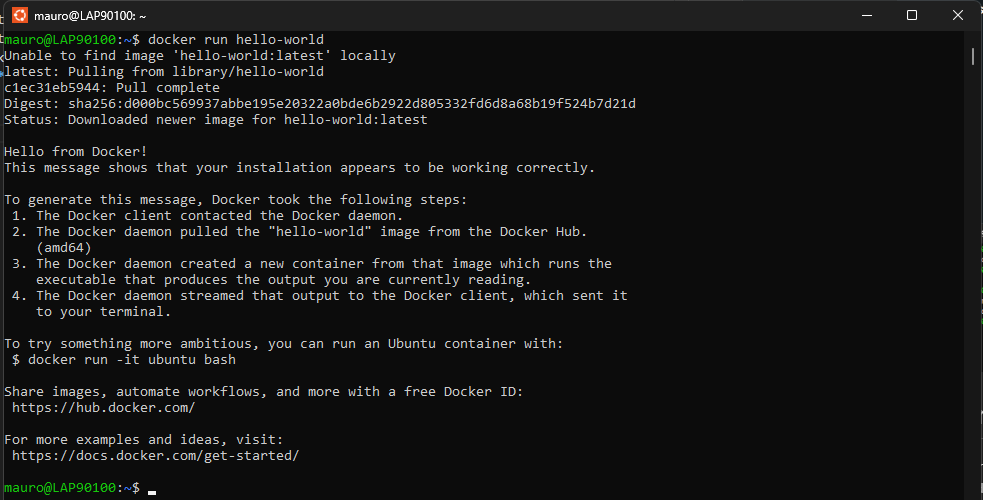 mauro@LAP90100: ~
mauro@LAP90100:~$ docker run hello-world
Unable to find image 'hello-world:latest' locally
latest: Pulling from library/hello-world
c1ec31eb5944: Pull complete
Digest: sha256:d000bc569937abbe195e20322a0bde6b2922d805332fd6d8a68b19f524b7d21d
Status: Downloaded newer image for hello-world:latest

Hello from Docker!
This message shows that your installation appears to be working correctly.

To generate this message, Docker took the following steps:
 1. The Docker client contacted the Docker daemon.
 2. The Docker daemon pulled the "hello-world" image from the Docker Hub.
    (amd64)
 3. The Docker daemon created a new container from that image which runs the
    executable that produces the output you are currently reading.
 4. The Docker daemon streamed that output to the Docker client, which sent it
    to your terminal.

To try something more ambitious, you can run an Ubuntu container with:
 $ docker run -it ubuntu bash

Share images, automate workflows, and more with a free Docker ID:
 https://hub.docker.com/

For more examples and ideas, visit:
 https://docs.docker.com/get-started/

mauro@LAP90100:~$